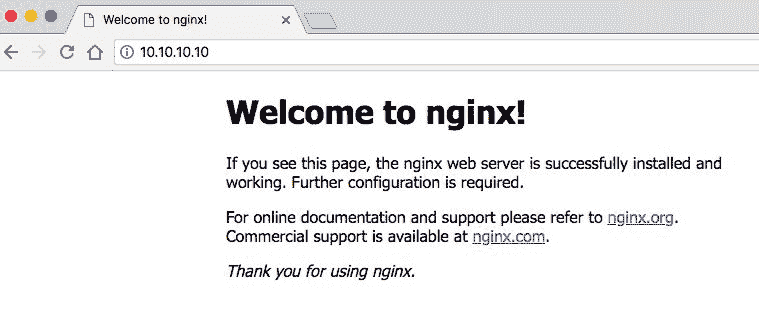 Welcome to nginx!
10.10.10.10
Welcome to nginx!
If you see this page, the nginx web server is successfully installed and
working. Further configuration is required.
For online documentation and support please refer to nginx.org.
Commercial support is available at nginx.com.
Thank you for using nginx.